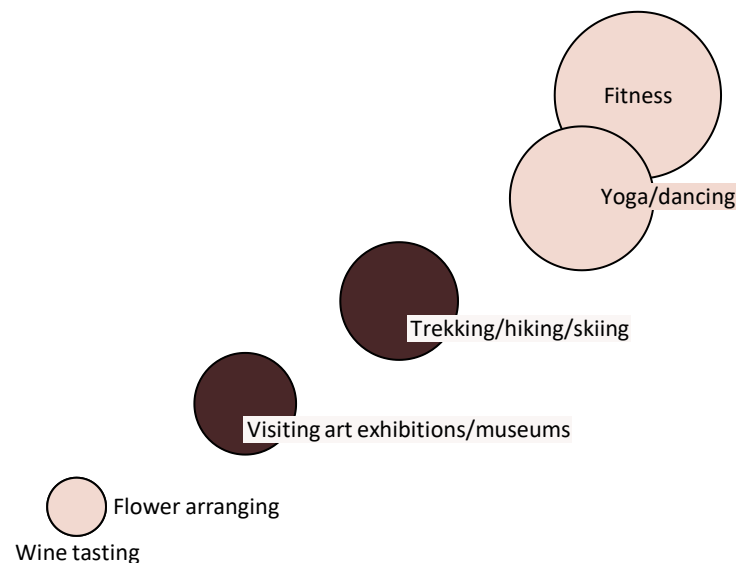 Fitness
Yoga/dancing
Trekking/hiking/skiing
Visiting art exhibitions/museums
Flower arranging
Wine tasting